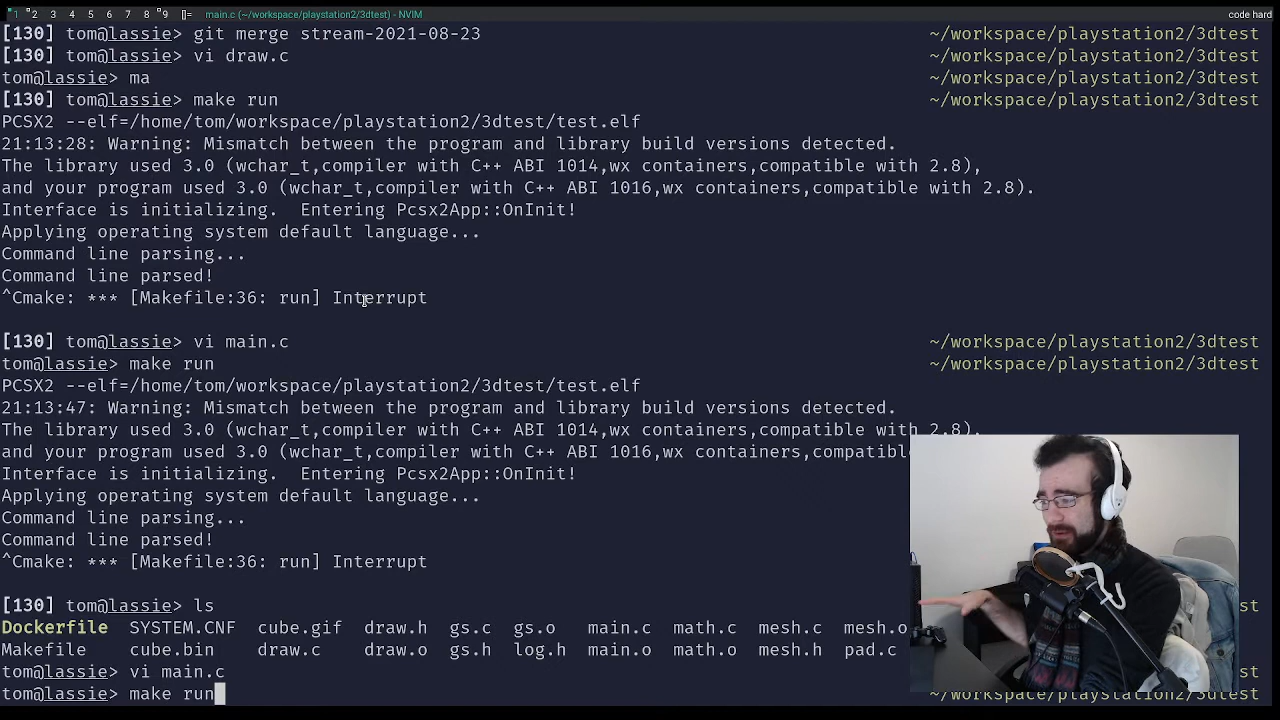 1 2 3 4 5 6 7 8 9 []= main.c (~/workspace/playstation2/3dtest) - NVIM code hard
[130] tom@lassie> git merge stream-2021-08-23 ~/workspace/playstation2/3dtest
[130] tom@lassie> vi draw.c ~/workspace/playstation2/3dtest
tom@lassie> ma ~/workspace/playstation2/3dtest
[130] tom@lassie> make run ~/workspace/playstation2/3dtest
PCSX2 --elf=/home/tom/workspace/playstation2/3dtest/test.elf
21:13:28: Warning: Mismatch between the program and library build versions detected.
The library used 3.0 (wchar_t,compiler with C++ ABI 1014,wx containers,compatible with 2.8),
and your program used 3.0 (wchar_t,compiler with C++ ABI 1016,wx containers,compatible with 2.8).
Interface is initializing.  Entering Pcsx2App::OnInit!
Applying operating system default language...
Command line parsing...
Command line parsed!
^Cmake: *** [Makefile:36: run] Interrupt
[130] tom@lassie> vi main.c ~/workspace/playstation2/3dtest
tom@lassie> make run ~/workspace/playstation2/3dtest
PCSX2 --elf=/home/tom/workspace/playstation2/3dtest/test.elf
21:13:47: Warning: Mismatch between the program and library build versions detected.
The library used 3.0 (wchar_t,compiler with C++ ABI 1014,wx containers,compatible with 2.8),
and your program used 3.0 (wchar_t,compiler with C++ ABI 1016,wx containers,compatible
Interface is initializing.  Entering Pcsx2App::OnInit!
Applying operating system default language...
Command line parsing...
Command line parsed!
^Cmake: *** [Makefile:36: run] Interrupt
[130] tom@lassie> ls st
Dockerfile SYSTEM.CNF cube.gif draw.h gs.c gs.o main.c math.c mesh.c mesh.o
Makefile cube.bin draw.c draw.o gs.h log.h main.o math.o mesh.h pad.c
tom@lassie> vi main.c st
tom@lassie> make run ~/workspace/playstation2/3dtest